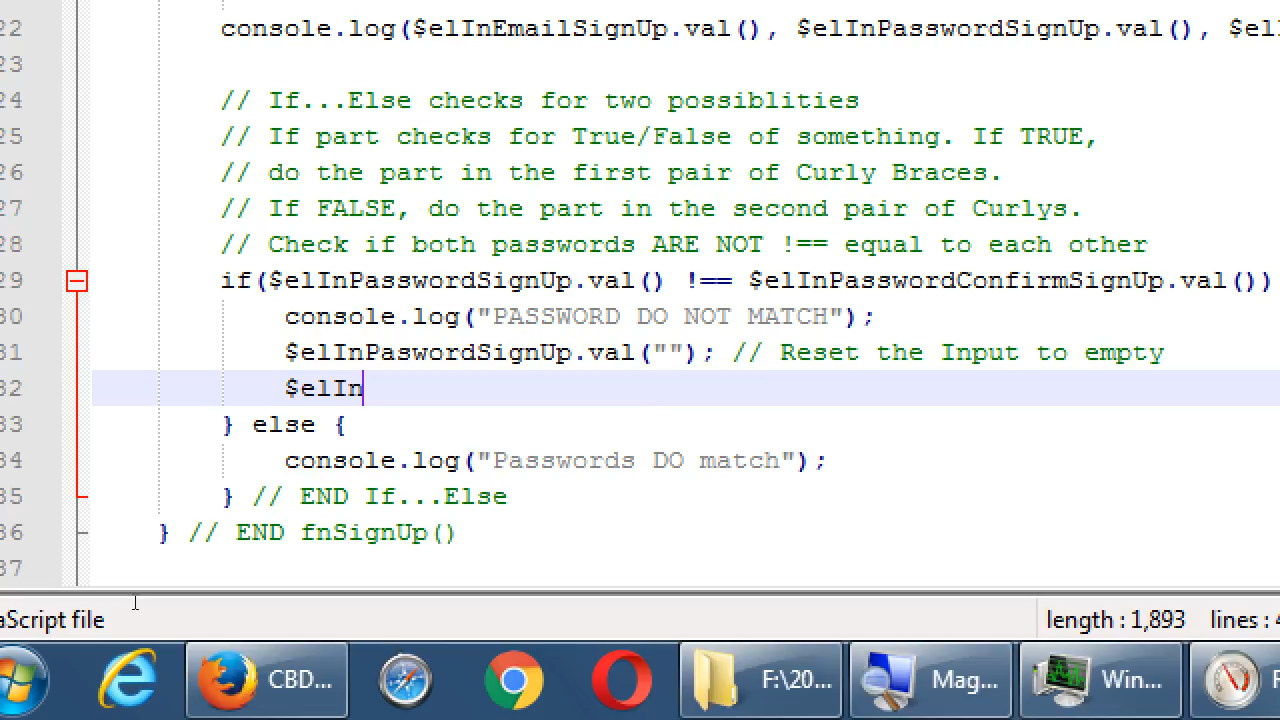 22 console.log($elInEmailSignUp.val(), $elInPasswordSignUp.val(), $el
23
24 // If...Else checks for two possiblities
25 // If part checks for True/False of something. If TRUE,
26 // do the part in the first pair of Curly Braces.
27 // If FALSE, do the part in the second pair of Curlys.
28 // Check if both passwords ARE NOT !== equal to each other
29 if($elInPasswordSignUp.val() !== $elInPasswordConfirmSignUp.val())
30 console.log("PASSWORD DO NOT MATCH");
31 $elInPaswordSignUp.val(""); // Reset the Input to empty
32 $elIn
33 } else {
34 console.log("Passwords DO match");
35 } // END If...Else
36 } // END fnSignUp()
37
aScript file length : 1,893 lines : 4
CBD... F:\20... Mag... Win... F